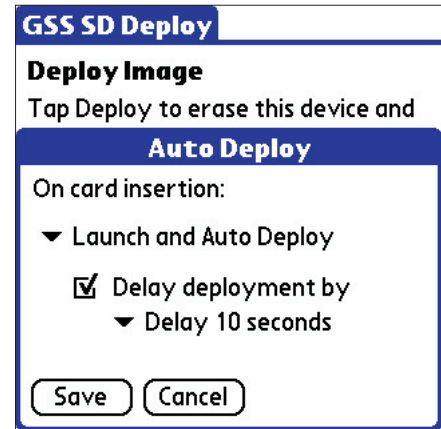 GSS SD Deploy
Deploy Image
Tap Deploy to erase this device and
Auto Deploy
On card insertion:
Launch and Auto Deploy
Delay deployment by
Delay 10 seconds
Save Cancel